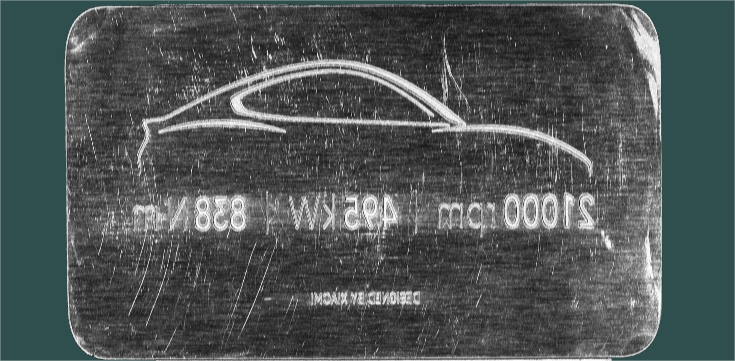 21000 rpm | 495 kW | 838 N·m
DESIGNED BY XIAOMI